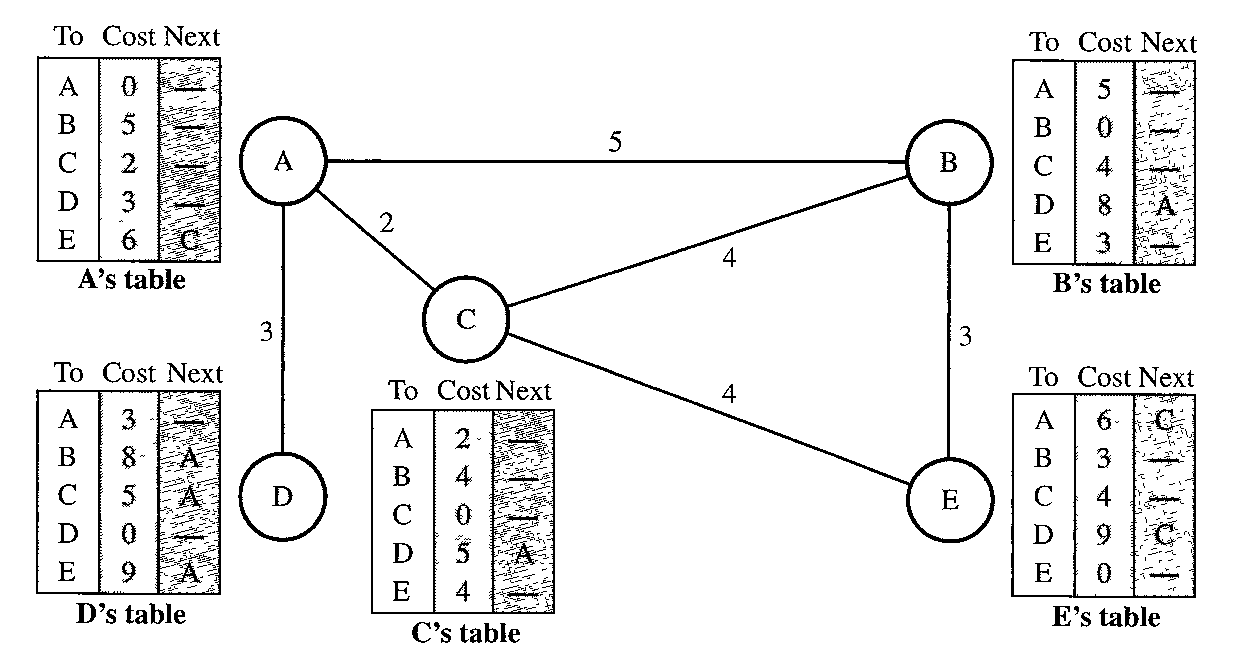 To Cost Next
A 0 —
B 5 —
C 2 —
D 3 —
E 6 C
A's table
To Cost Next
A 5 —
B 0 —
C 4 —
D 8 A
E 3 —
B's table
A
5
B
2
4
C
3
3
4
D
E
To Cost Next
A 3 —
B 8 A
C 5 A
D 0 —
E 9 A
D's table
To Cost Next
A 2 —
B 4 —
C 0 —
D 5 A
E 4 —
C's table
To Cost Next
A 6 C
B 3 —
C 4 —
D 9 C
E 0 —
E's table